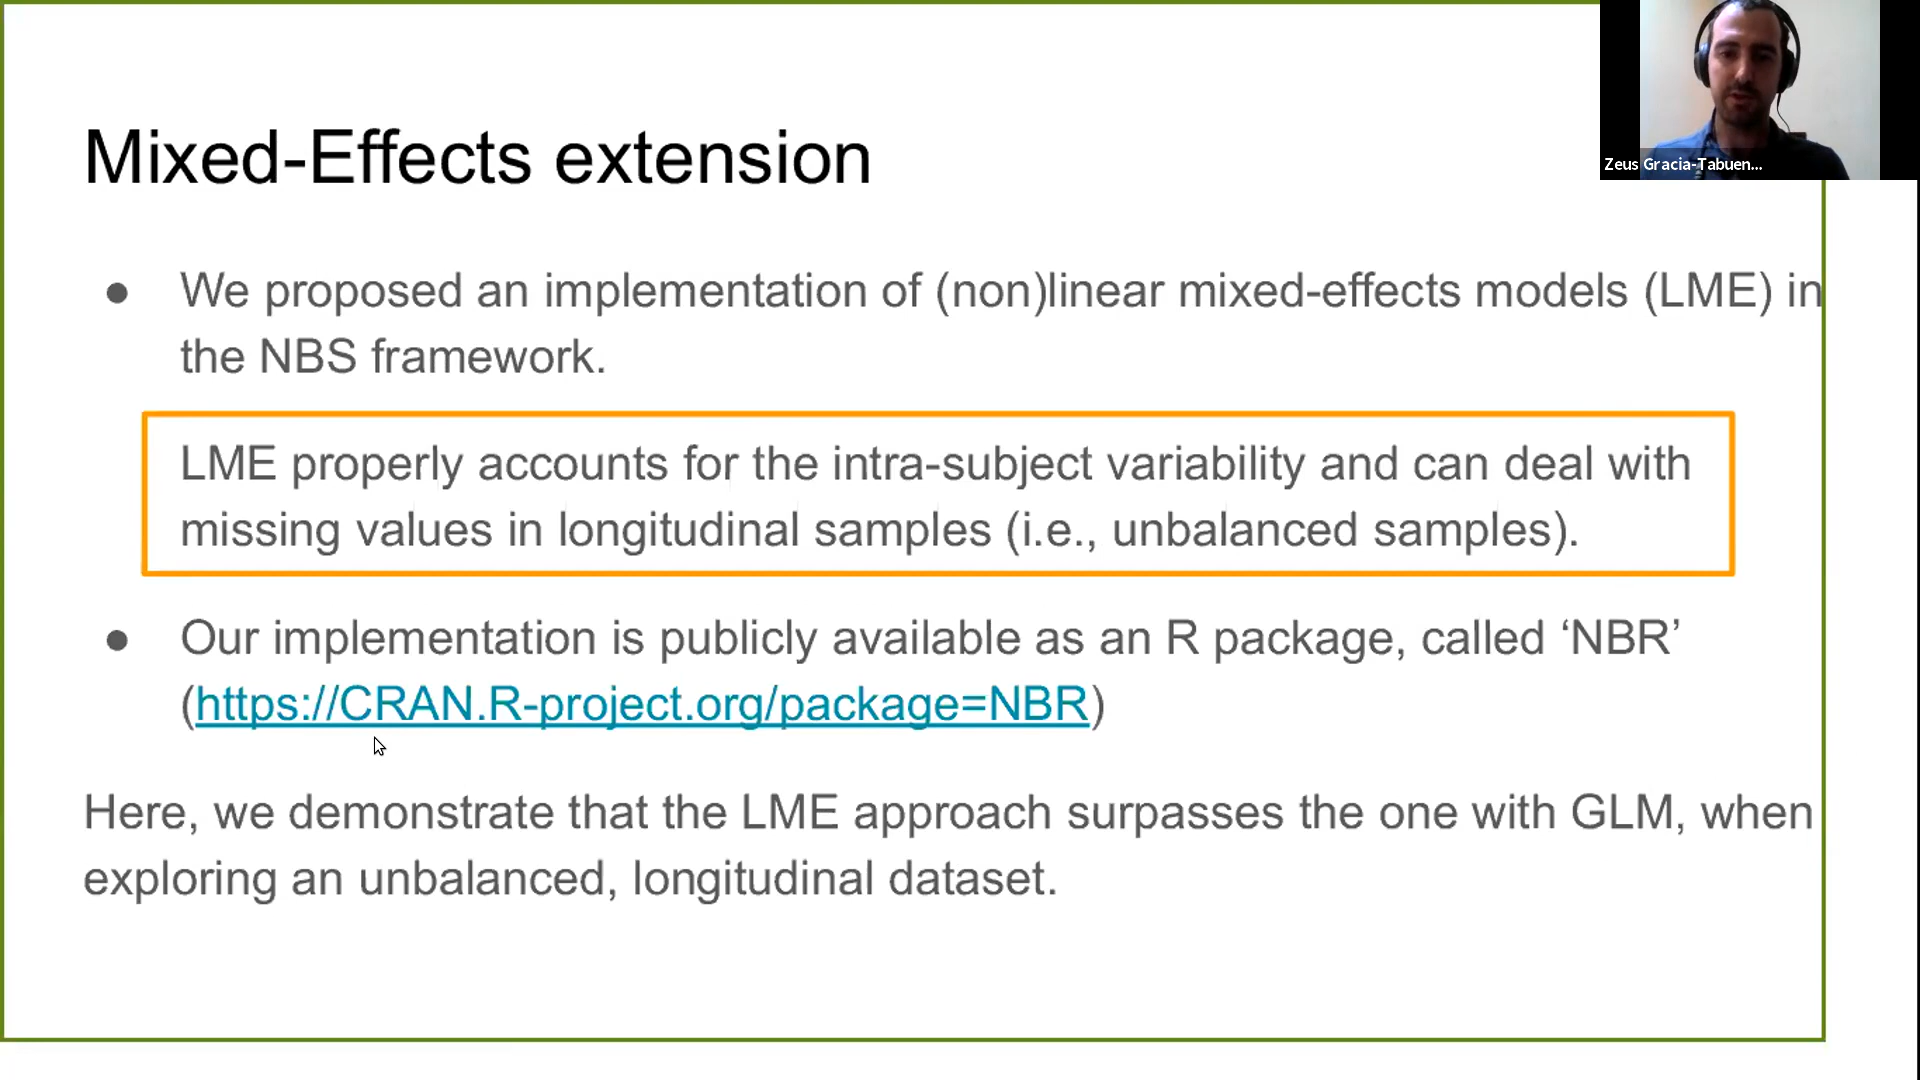 Zeus Gracia-Tabuen...
Mixed-Effects extension
● We proposed an implementation of (non)linear mixed-effects models (LME) in
the NBS framework.
LME properly accounts for the intra-subject variability and can deal with
missing values in longitudinal samples (i.e., unbalanced samples).
● Our implementation is publicly available as an R package, called ‘NBR’
(https://CRAN.R-project.org/package=NBR)
Here, we demonstrate that the LME approach surpasses the one with GLM, when
exploring an unbalanced, longitudinal dataset.